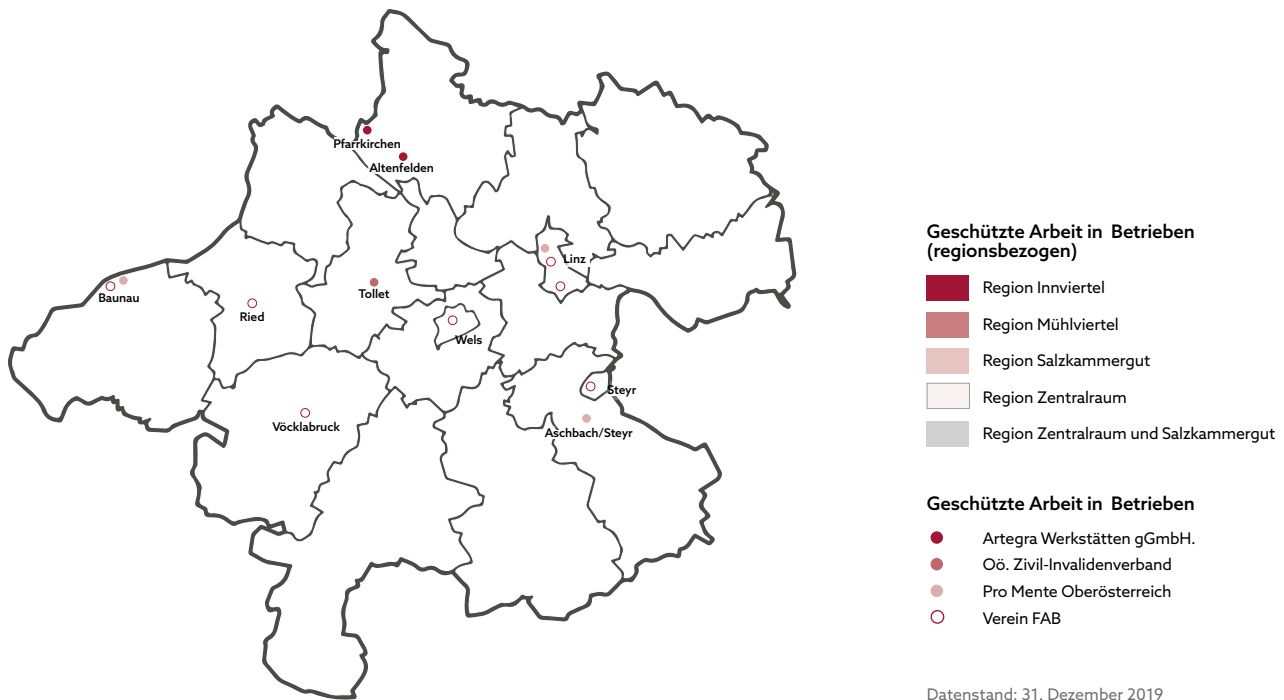 Pfarrkirchen
Altenfelden
Linz
Baunau
Tollet
Ried
Wels
Steyr
Vöcklabruck
Aschbach/Steyr
Geschützte Arbeit in Betrieben
(regionsbezogen)
Region Innviertel
Region Mühlviertel
Region Salzkammergut
Region Zentralraum
Region Zentralraum und Salzkammergut
Geschützte Arbeit in Betrieben
Artegra Werkstätten gGmbH.
Oö. Zivil-Invalidenverband
Pro Mente Oberösterreich
Verein FAB
Datenstand: 31. Dezember 2019